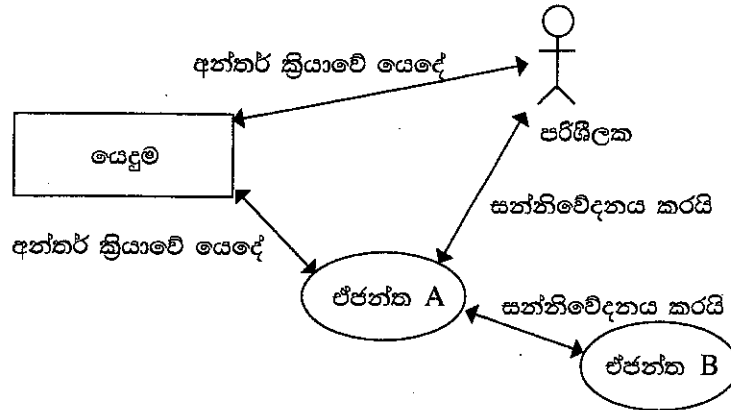 අන්තර් ක්‍රියාවේ යෙදේ
යෙදුම
පරිශීලක
සන්නිවේදනය කරයි
අන්තර් ක්‍රියාවේ යෙදේ
ඒජන්ත A
සන්නිවේදනය කරයි
ඒජන්ත B